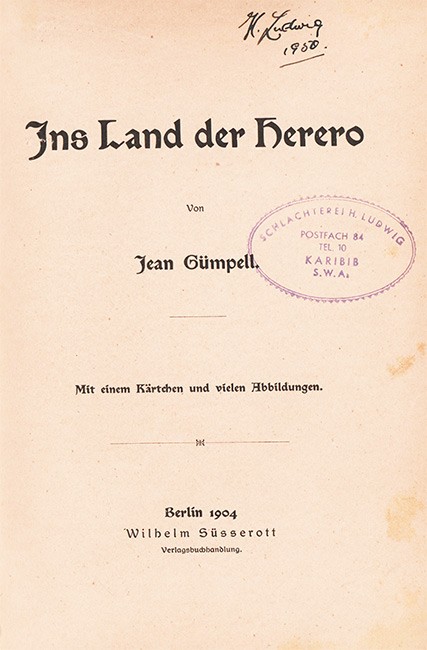 H. Ludwig
1950.
Ins Land der Herero
Von
Jean Gümpell.
SCHLACHTEREI H. LUDWIG
POSTFACH 84
TEL. 10
KARIBIB
S.W.A.
Mit einem Kärtchen und vielen Abbildungen.
Berlin 1904
Wilhelm Süsserott
Verlagsbuchhandlung.